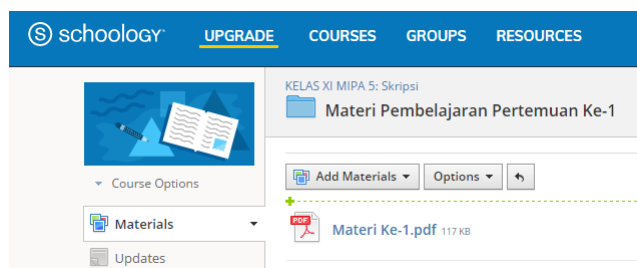 S schoology UPGRADE COURSES GROUPS RESOURCES
KELAS XI MIPA 5: Skripsi
Materi Pembelajaran Pertemuan Ke-1
Course Options
Add Materials Options
Materials
PDF Materi Ke-1.pdf 117 KB
Updates